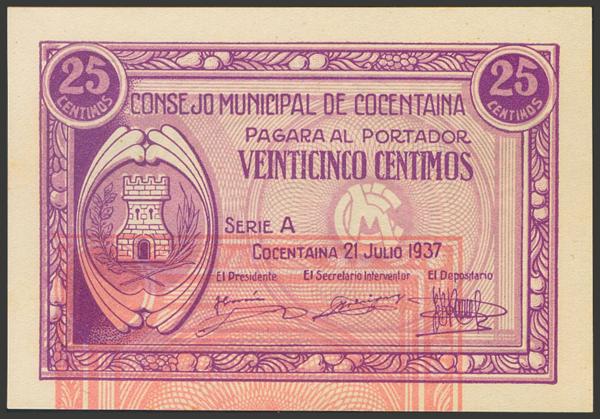 25 CENTIMOS
25 CENTIMOS
CONSEJO MUNICIPAL DE COCENTAINA
PAGARA AL PORTADOR
VEINTICINCO CENTIMOS
CMC
SERIE A
COCENTAINA 21 JULIO 1937
El Presidente El Secretario Interventor El Depositario